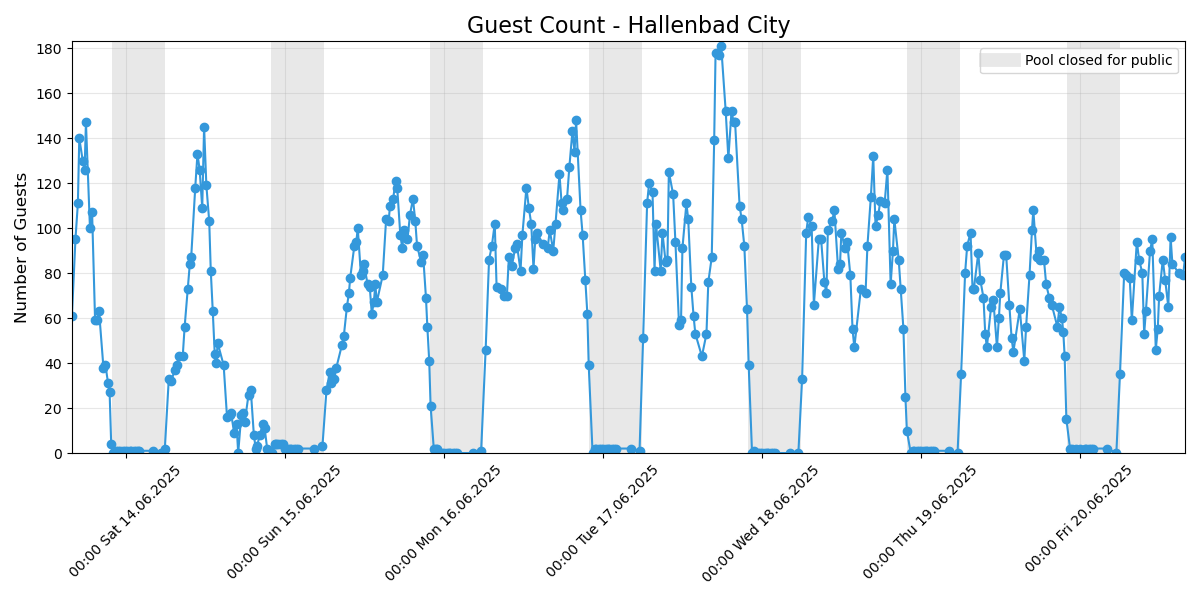 Guest Count - Hallenbad City
Pool closed for public
Number of Guests
180
160
140
120
100
80
60
40
20
0
00:00 Sat 14.06.2025
00:00 Sun 15.06.2025
00:00 Mon 16.06.2025
00:00 Tue 17.06.2025
00:00 Wed 18.06.2025
00:00 Thu 19.06.2025
00:00 Fri 20.06.2025